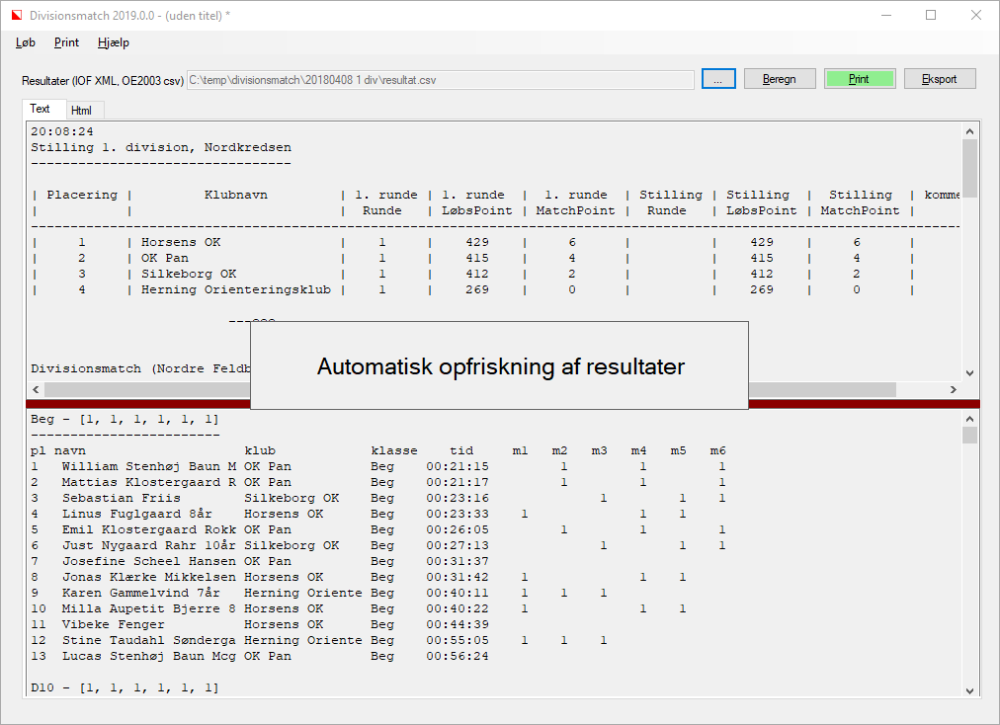 Divisionsmatch 2019.0.0 - (uden titel) *
Løb Print Hjælp
Resultater (IOF XML, OE2003 csv) C:\temp\divisionsmatch\20180408 1 div\resultat.csv ... Beregn Print Eksport
Text Html
20:08:24
Stilling 1. division, Nordkredsen
---------------------------------
| Placering | Klubnavn | 1. runde | 1. runde | 1. runde | Stilling | Stilling | Stilling | komme
| | | Runde | LøbsPoint | MatchPoint | Runde | LøbsPoint | MatchPoint |
| 1 | Horsens OK | 1 | 429 | 6 | | 429 | 6 |
| 2 | OK Pan | 1 | 415 | 4 | | 415 | 4 |
| 3 | Silkeborg OK | 1 | 412 | 2 | | 412 | 2 |
| 4 | Herning Orienteringsklub | 1 | 269 | 0 | | 269 | 0 |
Automatisk opfriskning af resultater
Divisionsmatch (Nordre Feldb
Beg - [1, 1, 1, 1, 1, 1]
------------------------
pl navn klub klasse tid m1 m2 m3 m4 m5 m6
1 William Stenhøj Baun M OK Pan Beg 00:21:15 1 1 1
2 Mattias Klostergaard R OK Pan Beg 00:21:17 1 1 1
3 Sebastian Friis Silkeborg OK Beg 00:23:16 1 1 1
4 Linus Fuglgaard 8år Horsens OK Beg 00:23:33 1 1 1
5 Emil Klostergaard Rokk OK Pan Beg 00:26:05 1 1 1
6 Just Nygaard Rahr 10år Silkeborg OK Beg 00:27:13 1 1 1
7 Josefine Scheel Hansen OK Pan Beg 00:31:37
8 Jonas Klærke Mikkelsen Horsens OK Beg 00:31:42 1 1 1
9 Karen Gammelvind 7år Herning Oriente Beg 00:40:11 1 1 1
10 Milla Aupetit Bjerre 8 Horsens OK Beg 00:40:22 1 1 1
11 Vibeke Fenger Horsens OK Beg 00:44:39
12 Stine Taudahl Sønderga Herning Oriente Beg 00:55:05 1 1 1
13 Lucas Stenhøj Baun Mcg OK Pan Beg 00:56:24
D10 - [1, 1, 1, 1, 1, 1]